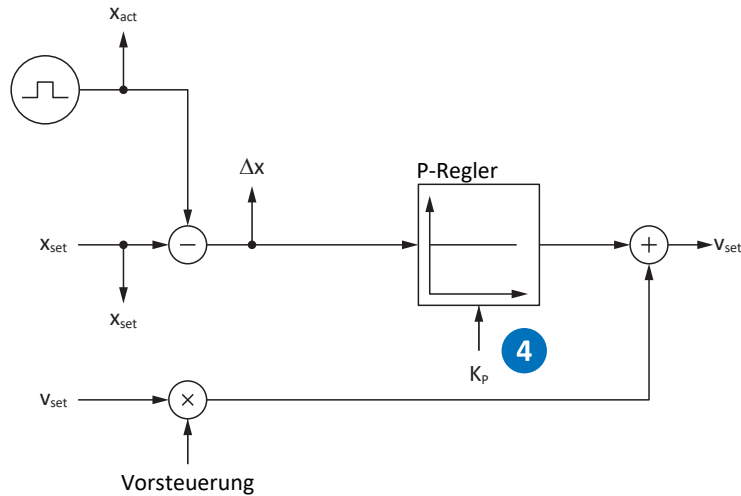 x_act
Δx
P-Regler
x_set
v_set
x_set
4
K_P
v_set
Vorsteuerung